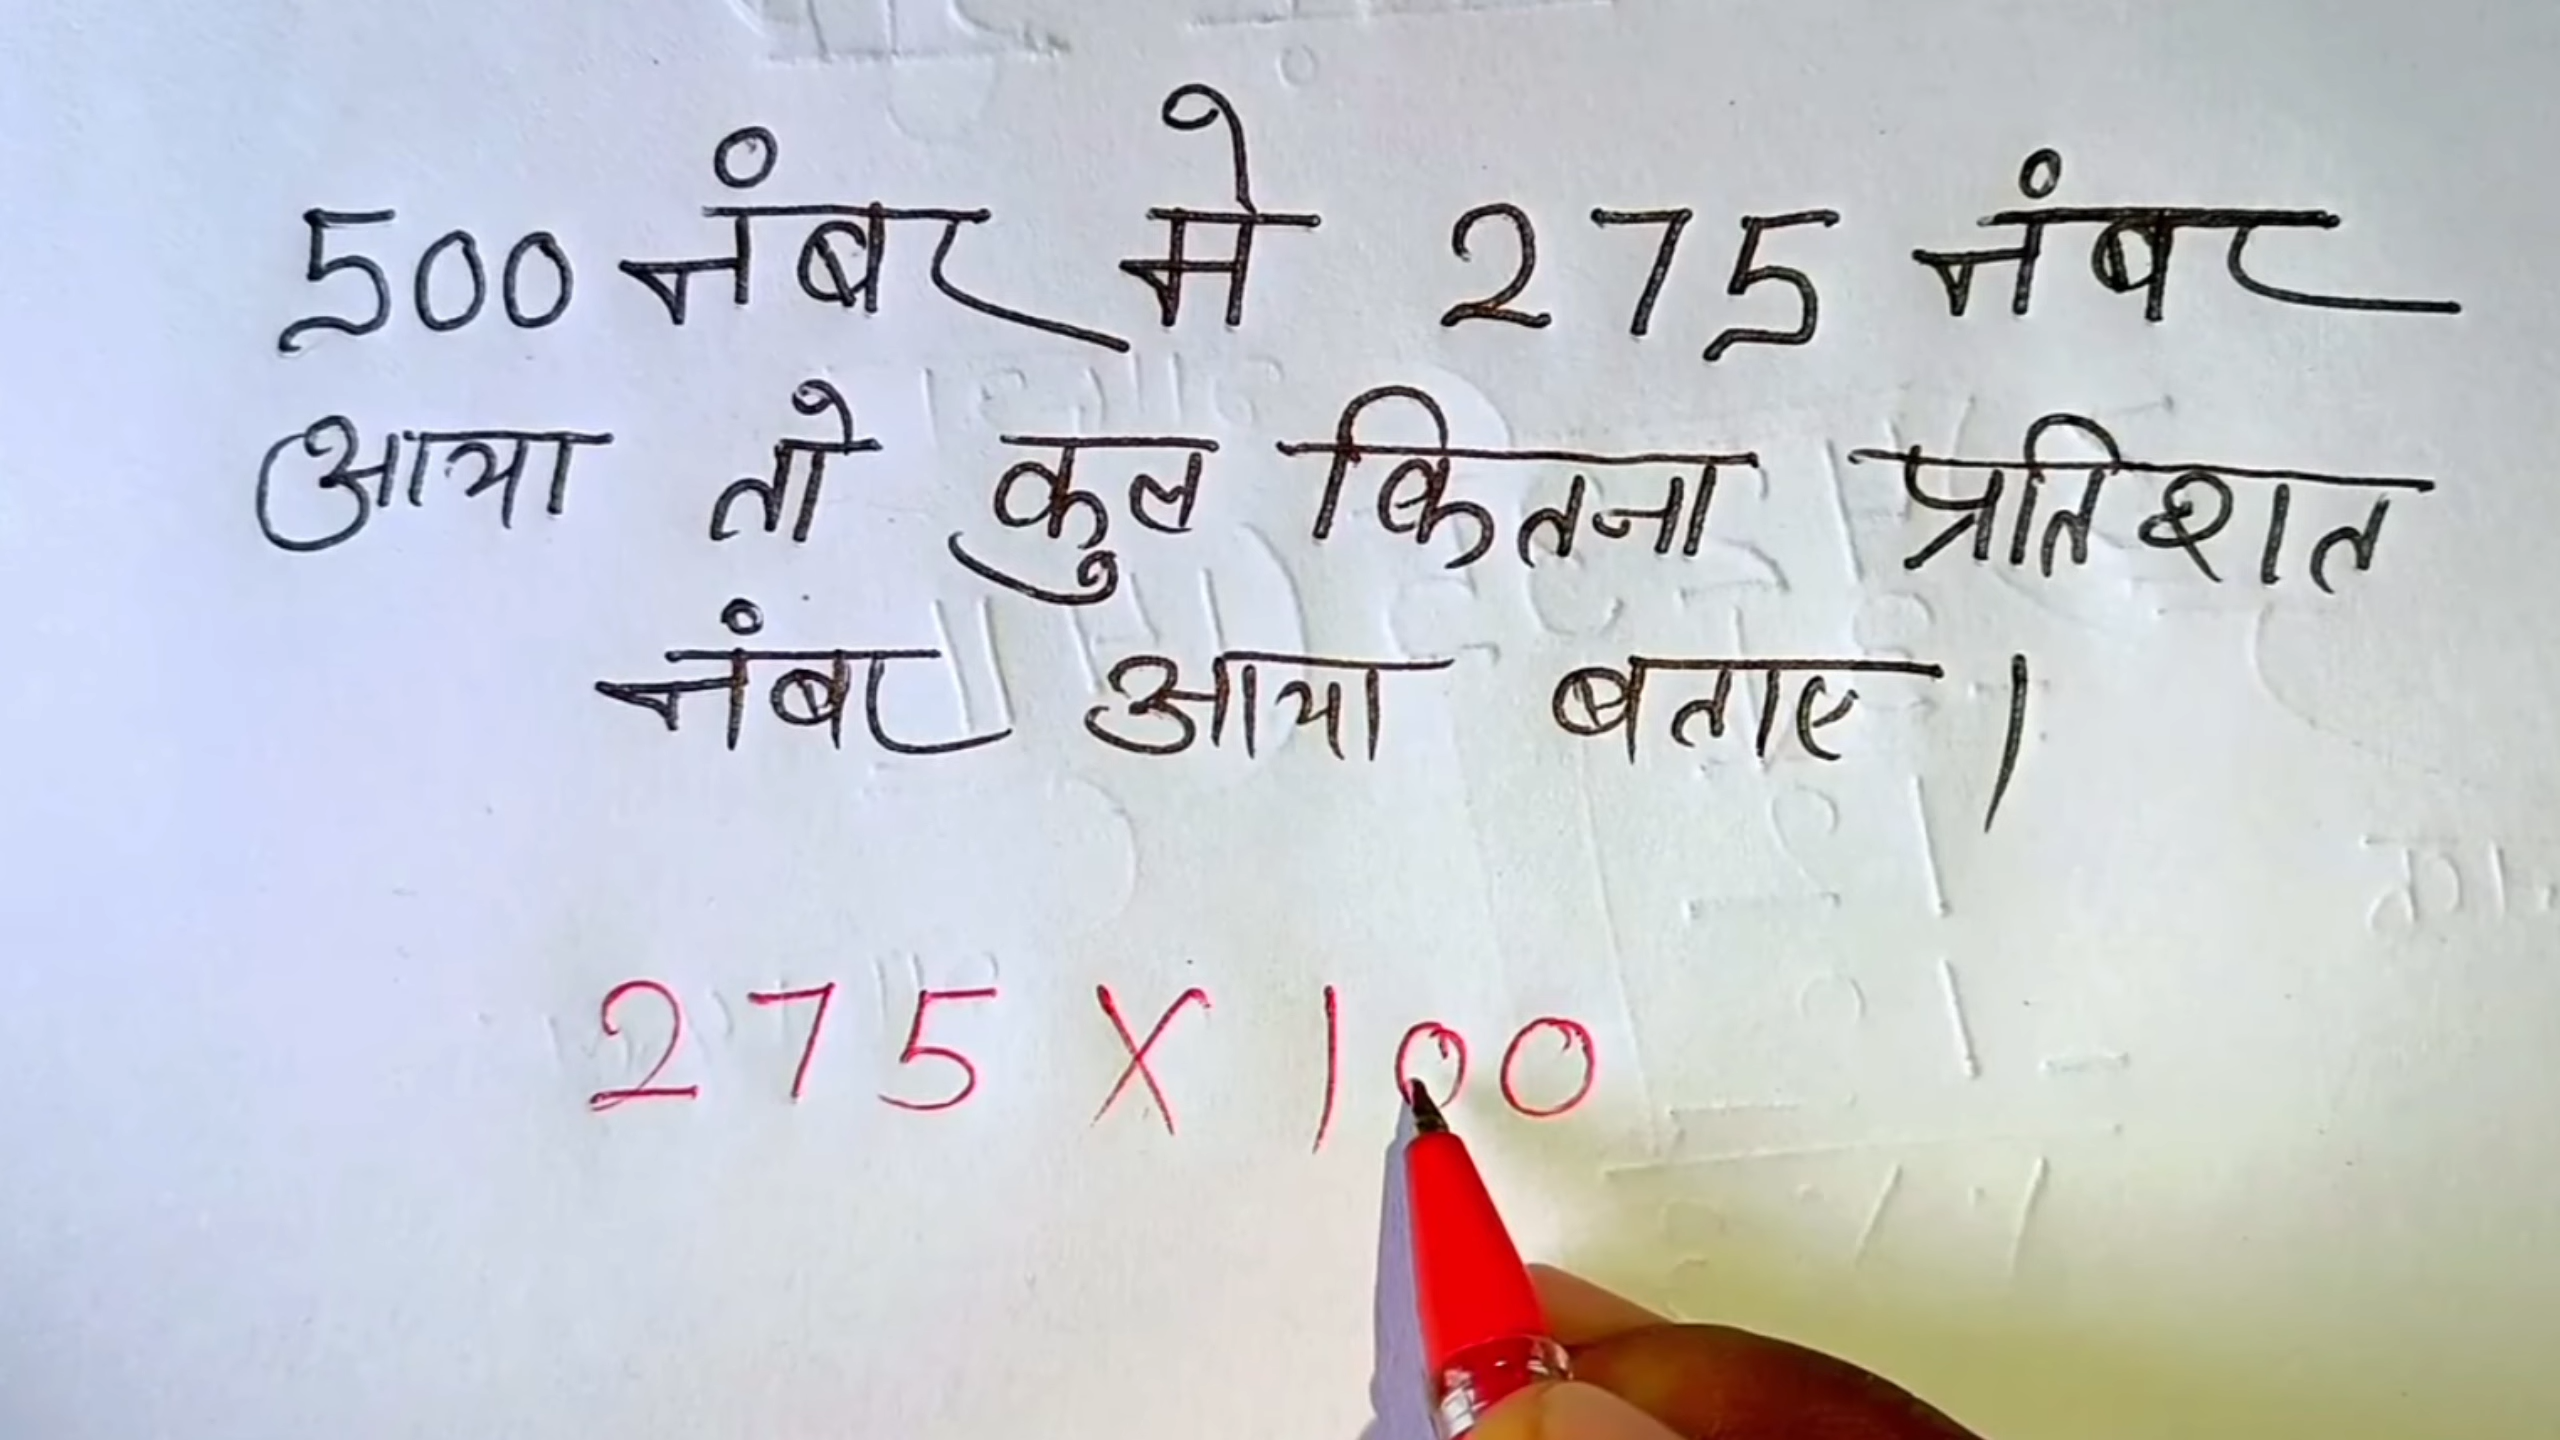 500 नंबर मे 275 नंबर
आया तो कुल कितना प्रतिशत
नंबर आया बताए।
275 X 100